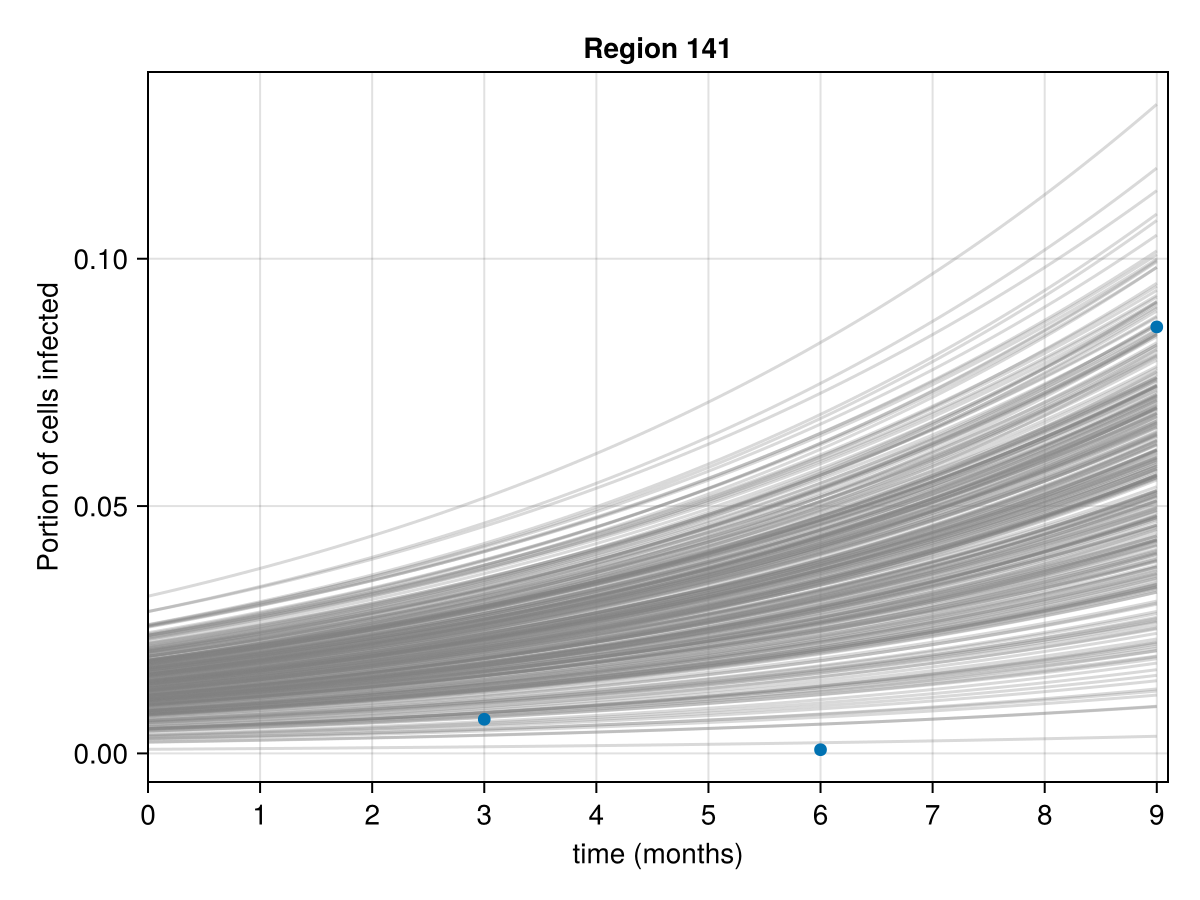 Region 141
Portion of cells infected
0.10
0.05
0.00
0 1 2 3 4 5 6 7 8 9
time (months)